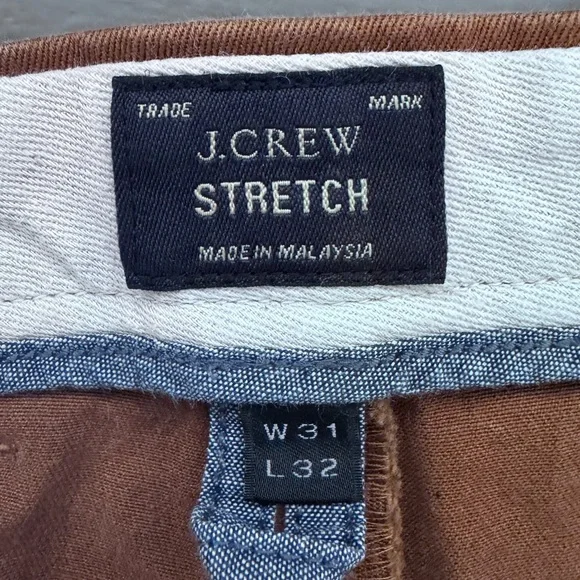 TRADE MARK
J.CREW
STRETCH
MADE IN MALAYSIA
W 31
L 32